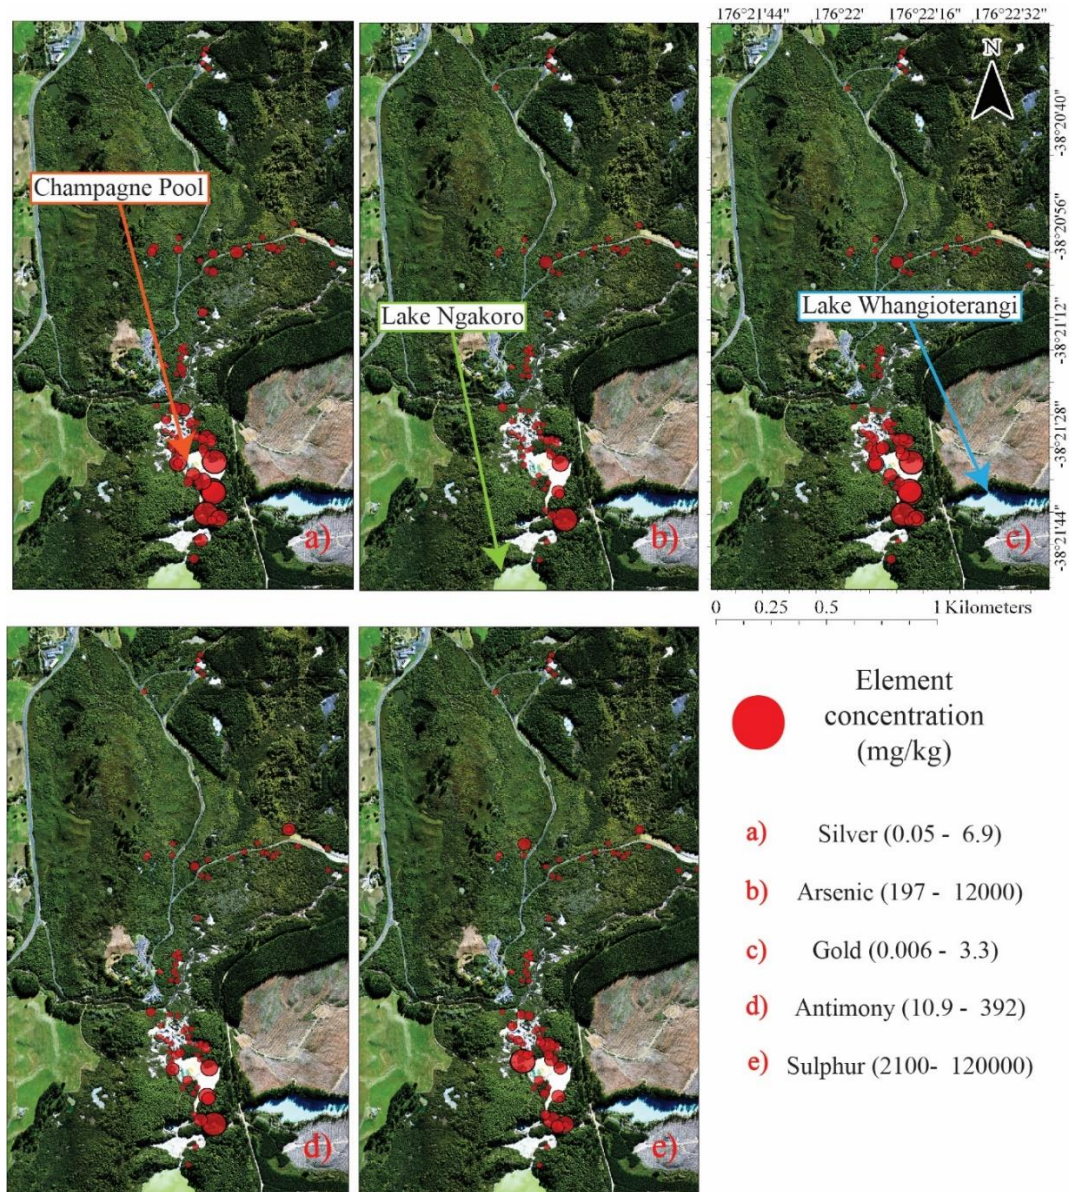 176°21'44" 176°22' 176°22'16" 176°22'32"
N
-38°20'40"
-38°20'56"
-38°21'12"
-38°21'28"
-38°21'44"
Champagne Pool
Lake Ngakoro
Lake Whangioterangi
a)
b)
c)
0 0.25 0.5 1 Kilometers
Element
concentration
(mg/kg)
a) Silver (0.05 - 6.9)
b) Arsenic (197 - 12000)
c) Gold (0.006 - 3.3)
d) Antimony (10.9 - 392)
e) Sulphur (2100- 120000)
d)
e)